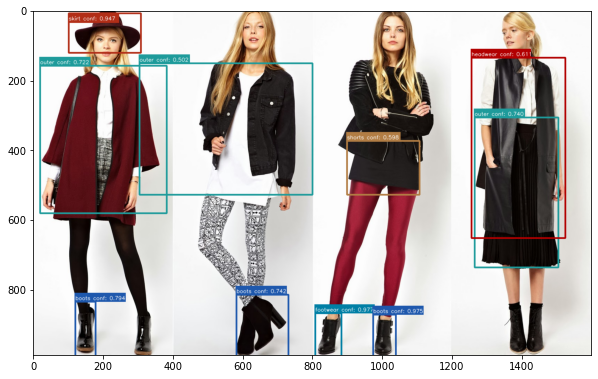 skirt conf: 0.947
outer conf: 0.722
outer conf: 0.502
headwear conf: 0.611
outer conf: 0.740
shorts conf: 0.598
boots conf: 0.794
boots conf: 0.742
footwear conf: 0.977
boots conf: 0.975
0
200
400
600
800
0
200
400
600
800
1000
1200
1400